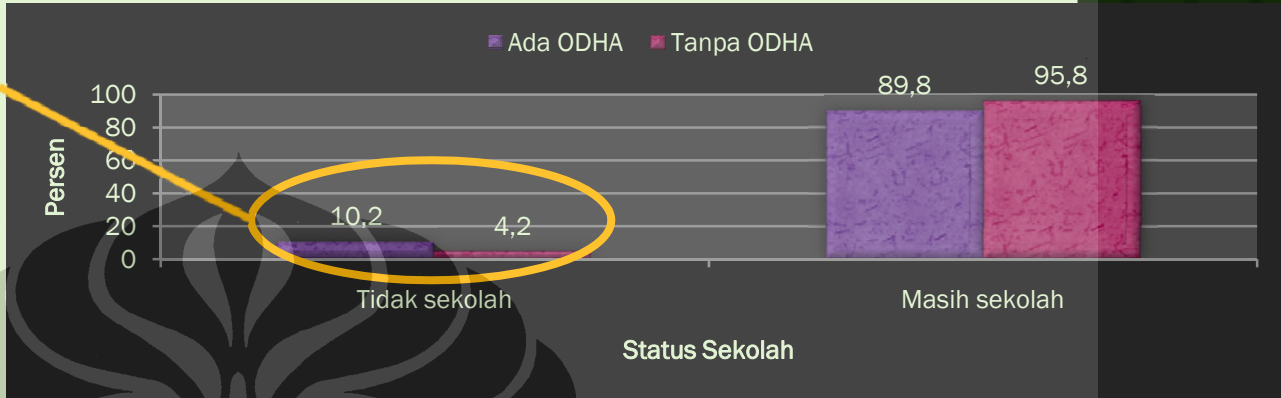 Ada ODHA Tanpa ODHA
89,8 95,8
100
80
60
40
20
0
Persen
10,2 4,2
Tidak sekolah Masih sekolah
Status Sekolah